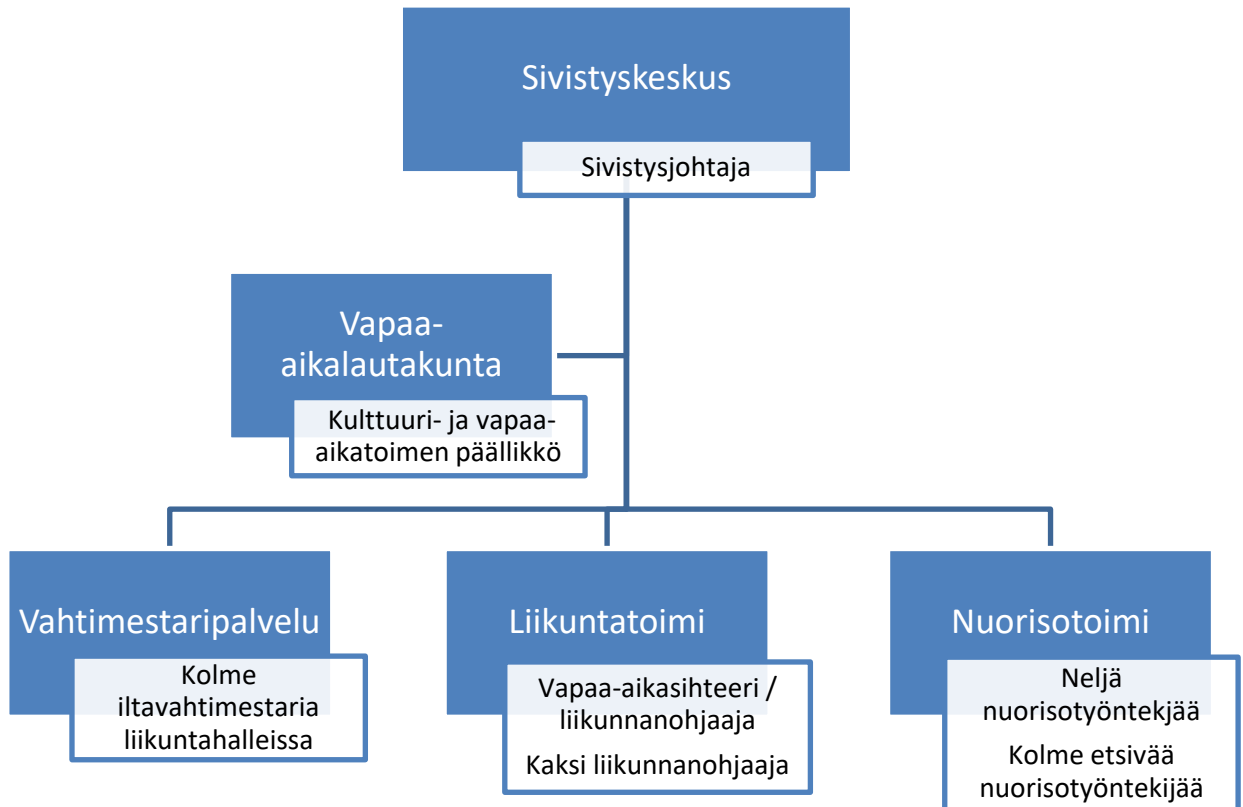 Sivistyskeskus
Sivistysjohtaja
Vapaa-
aikalautakunta
Kulttuuri- ja vapaa-
aikatoimen päällikkö
Vahtimestaripalvelu
Kolme
iltavahtimestaria
liikuntahalleissa
Liikuntatoimi
Vapaa-aikasihteeri /
liikunnanohjaaja
Kaksi liikunnanohjaaja
Nuorisotoimi
Neljä
nuorisotyöntekjää
Kolme etsivää
nuorisotyöntekijää